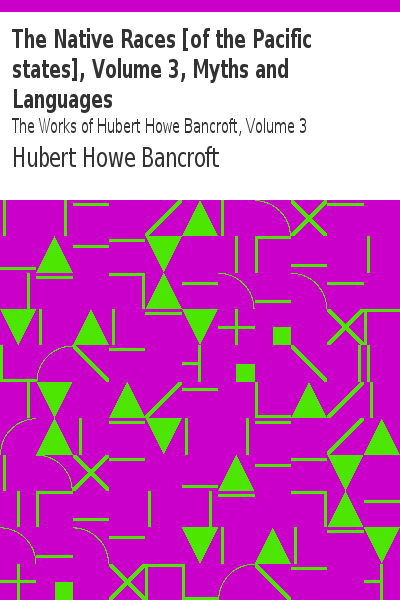 The Native Races [of the Pacific
states], Volume 3, Myths and
Languages
The Works of Hubert Howe Bancroft, Volume 3
Hubert Howe Bancroft